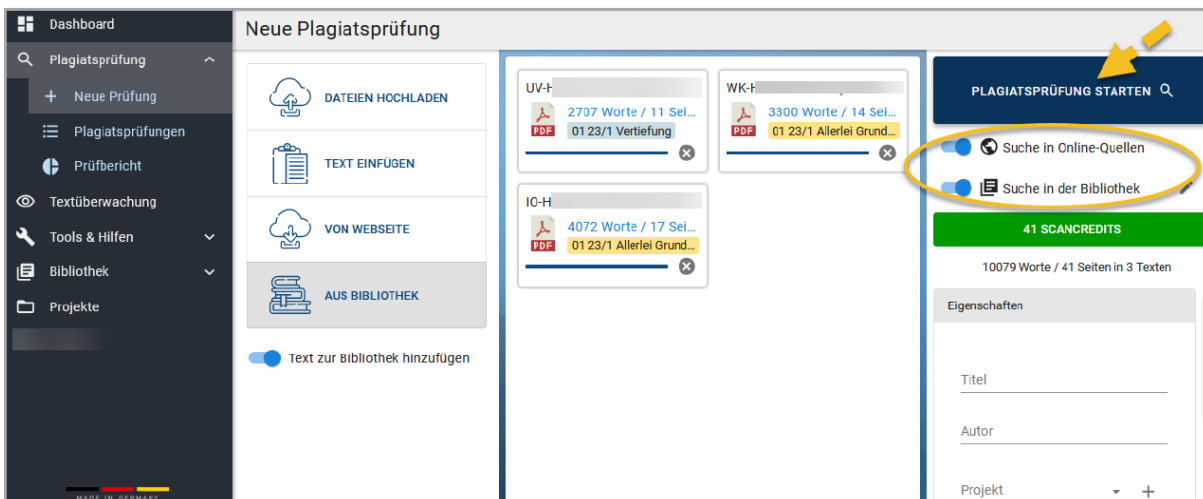 Dashboard
Plagiatsprüfung
Neue Prüfung
Plagiatsprüfungen
Prüfbericht
Textüberwachung
Tools & Hilfen
Bibliothek
Projekte
MADE IN GERMANY
Neue Plagiatsprüfung
DATEIEN HOCHLADEN
TEXT EINFÜGEN
VON WEBSEITE
AUS BIBLIOTHEK
Text zur Bibliothek hinzufügen
UV-H
PDF
2707 Worte / 11 Sei...
01 23/1 Vertiefung
WK-H
PDF
3300 Worte / 14 Sei...
01 23/1 Allerlei Grund...
IO-H
PDF
4072 Worte / 17 Sei...
01 23/1 Allerlei Grund...
PLAGIATSPRÜFUNG STARTEN
Suche in Online-Quellen
Suche in der Bibliothek
41 SCANCREDITS
10079 Worte / 41 Seiten in 3 Texten
Eigenschaften
Titel
Autor
Projekt